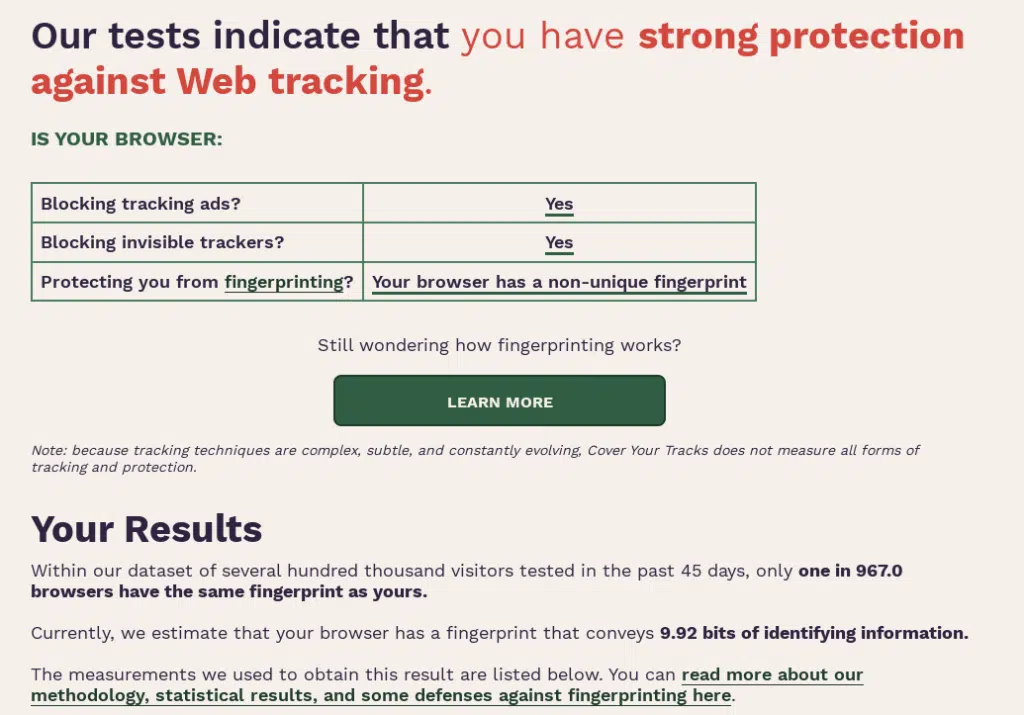 Our tests indicate that you have strong protection
against Web tracking.
IS YOUR BROWSER:
Blocking tracking ads? Yes
Blocking invisible trackers? Yes
Protecting you from fingerprinting? Your browser has a non-unique fingerprint
Still wondering how fingerprinting works?
LEARN MORE
Note: because tracking techniques are complex, subtle, and constantly evolving, Cover Your Tracks does not measure all forms of
tracking and protection.
Your Results
Within our dataset of several hundred thousand visitors tested in the past 45 days, only one in 967.0
browsers have the same fingerprint as yours.
Currently, we estimate that your browser has a fingerprint that conveys 9.92 bits of identifying information.
The measurements we used to obtain this result are listed below. You can read more about our
methodology, statistical results, and some defenses against fingerprinting here.